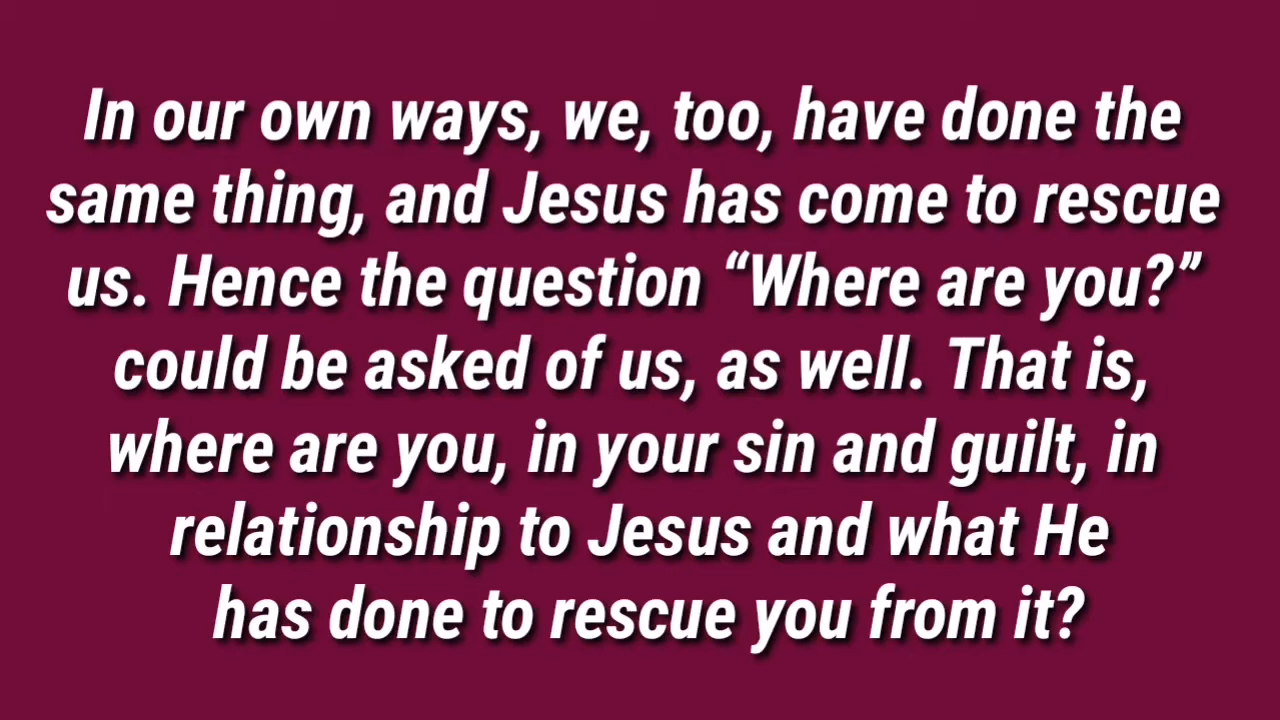 In our own ways, we, too, have done the
same thing, and Jesus has come to rescue
us. Hence the question “Where are you?”
could be asked of us, as well. That is,
where are you, in your sin and guilt, in
relationship to Jesus and what He
has done to rescue you from it?